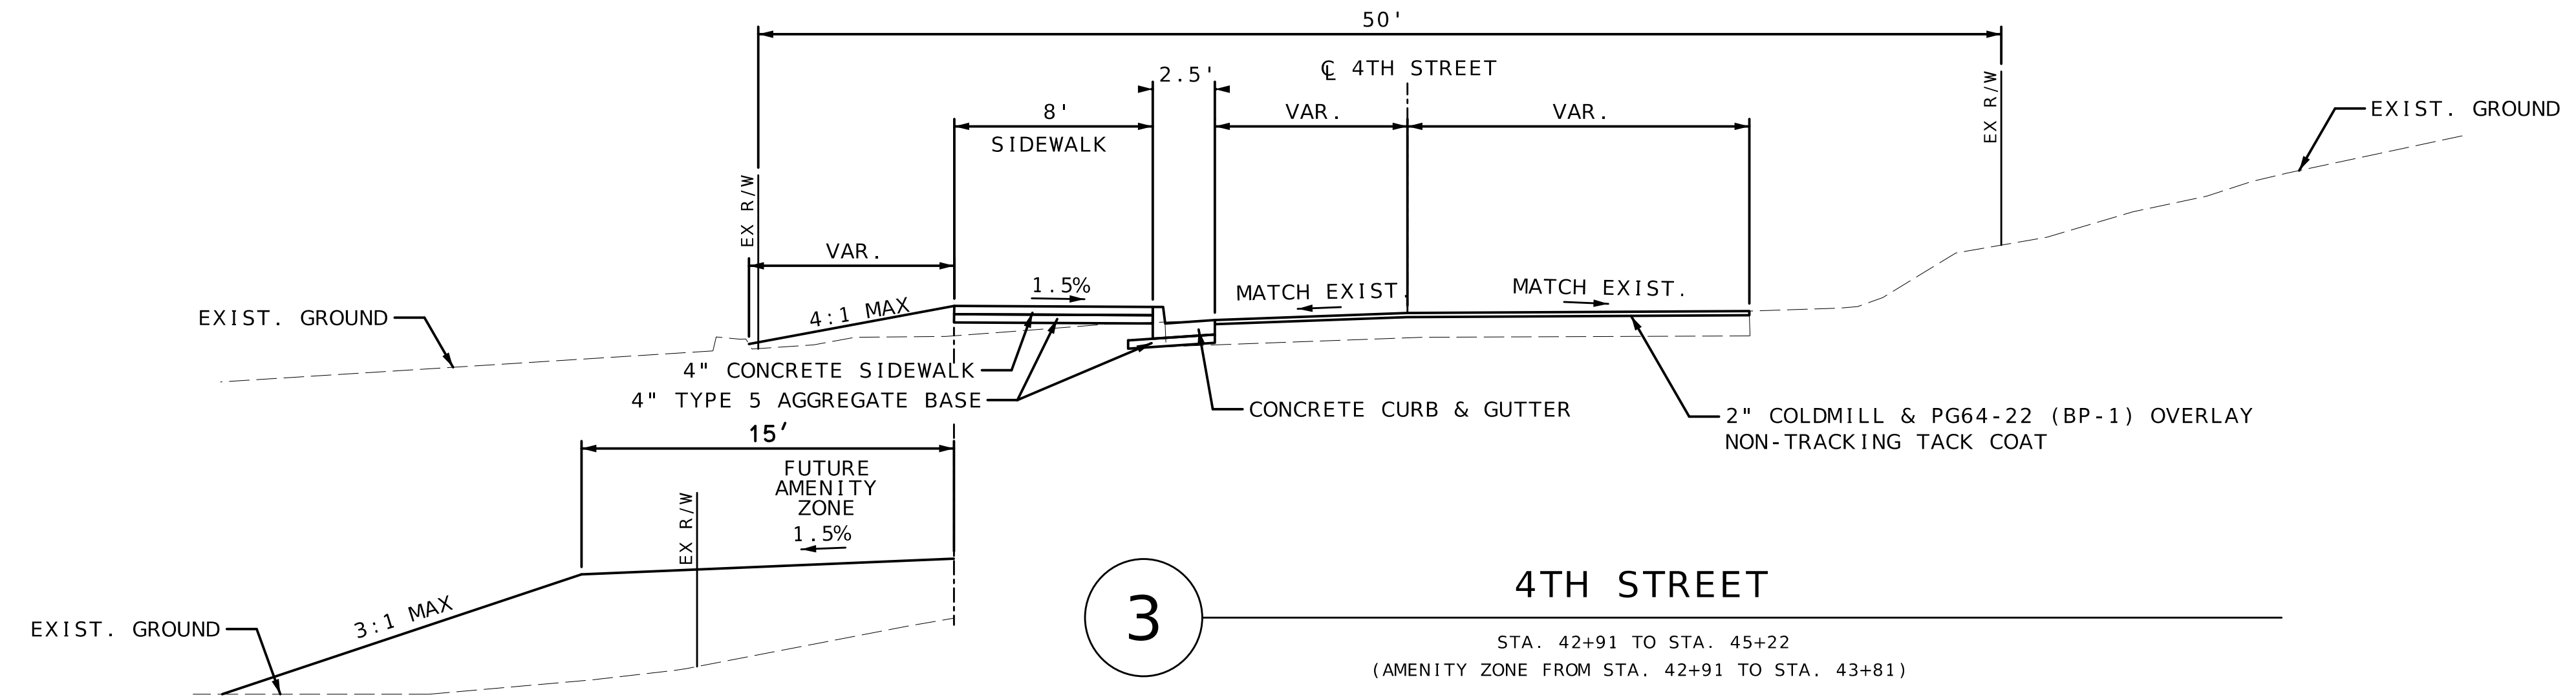 50'
2.5'
℄ 4TH STREET
8'
SIDEWALK
VAR.
VAR.
EX R/W
EX R/W
EXIST. GROUND
VAR.
1.5%
4:1 MAX
MATCH EXIST.
MATCH EXIST.
EXIST. GROUND
4" CONCRETE SIDEWALK
4" TYPE 5 AGGREGATE BASE
CONCRETE CURB & GUTTER
2" COLDMILL & PG64-22 (BP-1) OVERLAY
NON-TRACKING TACK COAT
15'
FUTURE
AMENITY
ZONE
1.5%
EX R/W
3:1 MAX
EXIST. GROUND
3
4TH STREET
STA. 42+91 TO STA. 45+22
(AMENITY ZONE FROM STA. 42+91 TO STA. 43+81)